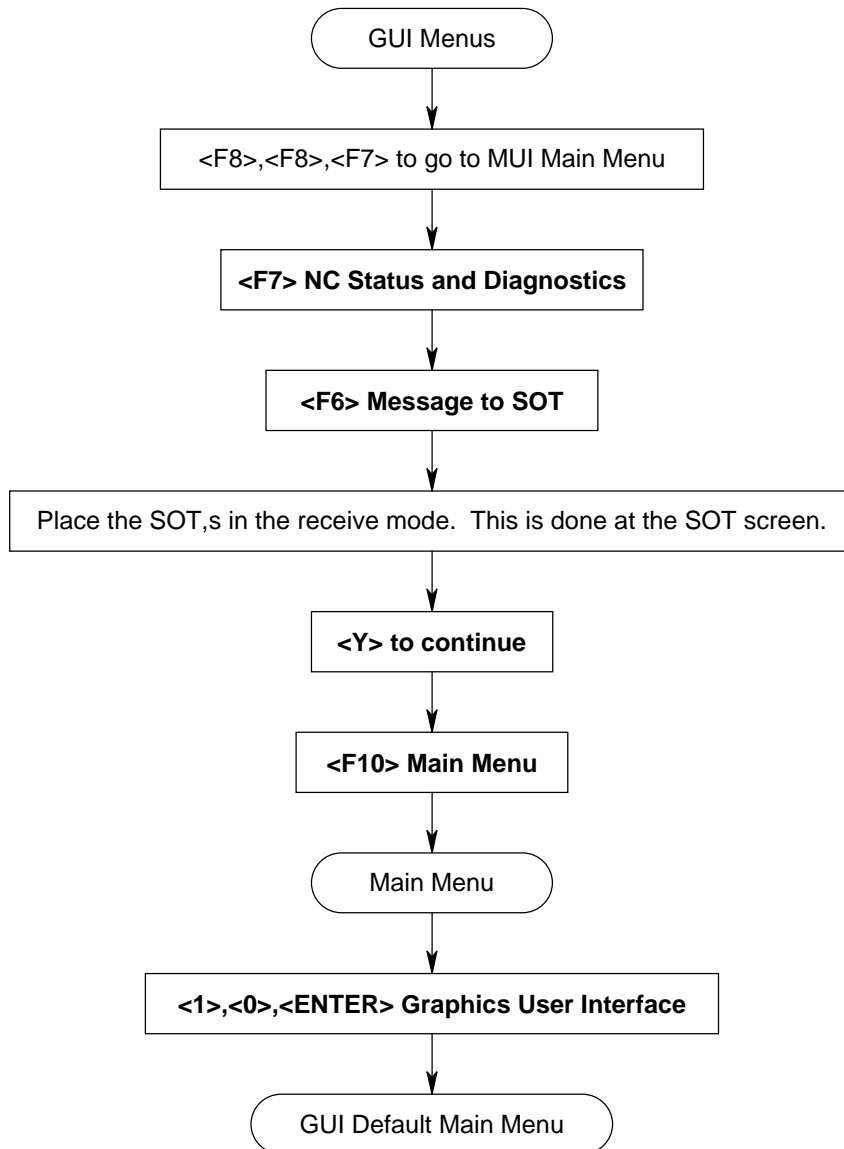 GUI Menus
<F8>,<F8>,<F7> to go to MUI Main Menu
<F7> NC Status and Diagnostics
<F6> Message to SOT
Place the SOT,s in the receive mode.  This is done at the SOT screen.
<Y> to continue
<F10> Main Menu
Main Menu
<1>,<0>,<ENTER> Graphics User Interface
GUI Default Main Menu